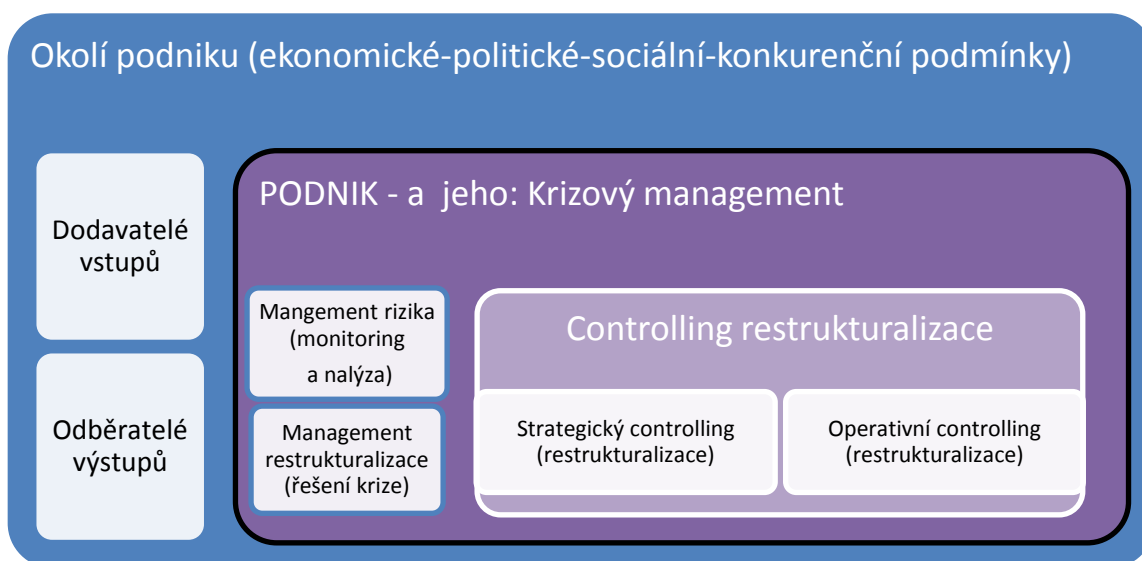 Okolí podniku (ekonomické-politické-sociální-konkurenční podmínky)
Dodavatelé
vstupů
Odběratelé
výstupů
PODNIK - a  jeho: Krizový management
Mangement rizika
(monitoring
a nalýza)
Management
restrukturalizace
(řešení krize)
Controlling restrukturalizace
Strategický controlling
(restrukturalizace)
Operativní controlling
(restrukturalizace)